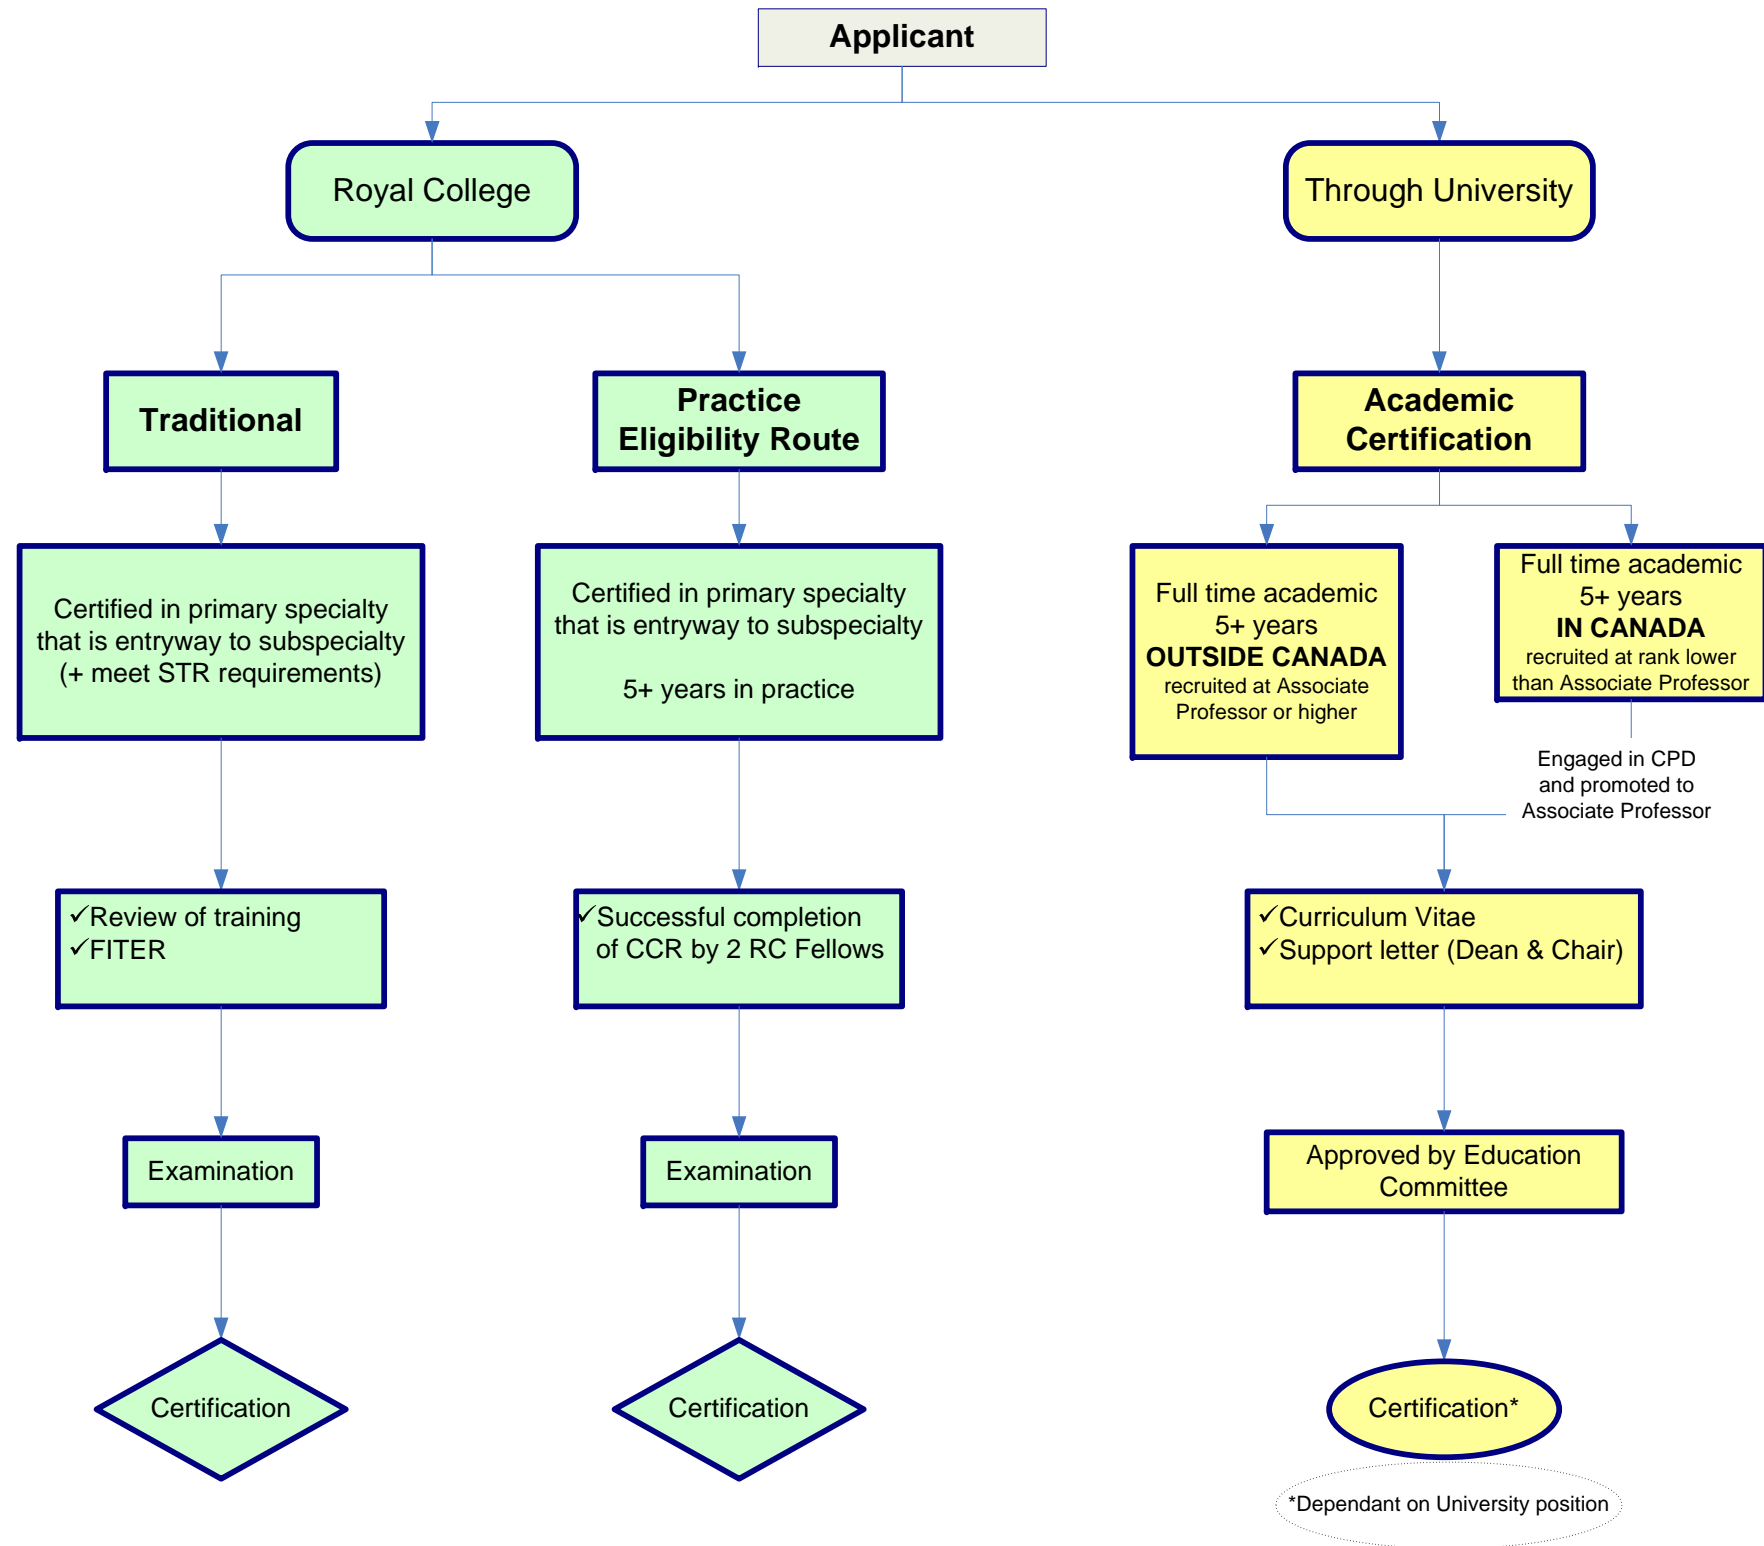 Applicant
Royal College
Through University
Traditional
Practice
Eligibility Route
Academic
Certification
Certified in primary specialty
that is entryway to subspecialty
(+ meet STR requirements)
Certified in primary specialty
that is entryway to subspecialty
5+ years in practice
Full time academic
5+ years
OUTSIDE CANADA
recruited at Associate
Professor or higher
Full time academic
5+ years
IN CANADA
recruited at rank lower
than Associate Professor
Engaged in CPD
and promoted to
Associate Professor
✓Review of training
✓FITER
✓Successful completion
of CCR by 2 RC Fellows
✓Curriculum Vitae
✓Support letter (Dean & Chair)
Examination
Examination
Approved by Education
Committee
Certification
Certification
Certification*
*Dependant on University position